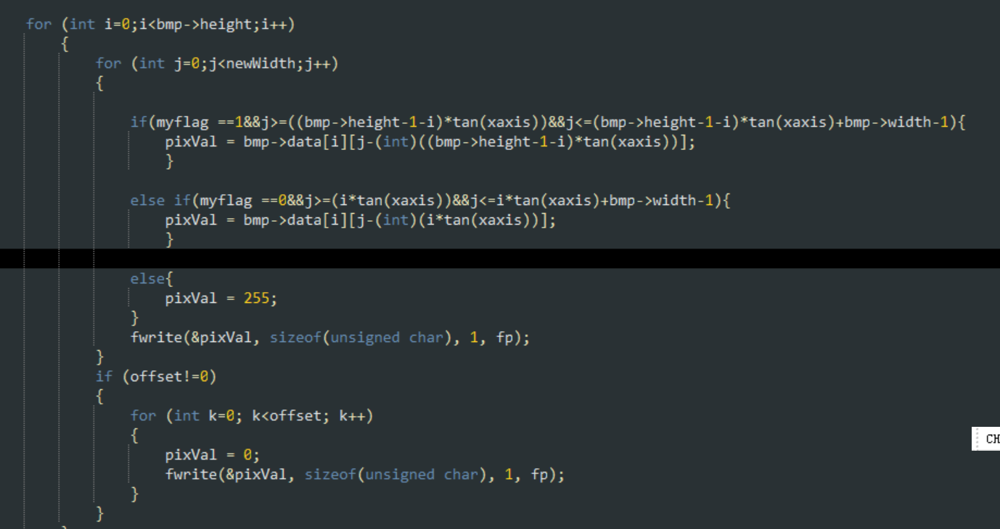 for (int i=0;i<bmp->height;i++)
{
for (int j=0;j<newWidth;j++)
{
if(myflag ==1&&j>=((bmp->height-1-i)*tan(xaxis))&&j<=(bmp->height-1-i)*tan(xaxis)+bmp->width-1){
pixVal = bmp->data[i][j-(int)((bmp->height-1-i)*tan(xaxis))];
}
else if(myflag ==0&&j>=(i*tan(xaxis))&&j<=i*tan(xaxis)+bmp->width-1){
pixVal = bmp->data[i][j-(int)(i*tan(xaxis))];
}
else{
pixVal = 255;
}
fwrite(&pixVal, sizeof(unsigned char), 1, fp);
}
if (offset!=0)
{
for (int k=0; k<offset; k++)
{
CH
pixVal = 0;
fwrite(&pixVal, sizeof(unsigned char), 1, fp);
}
}